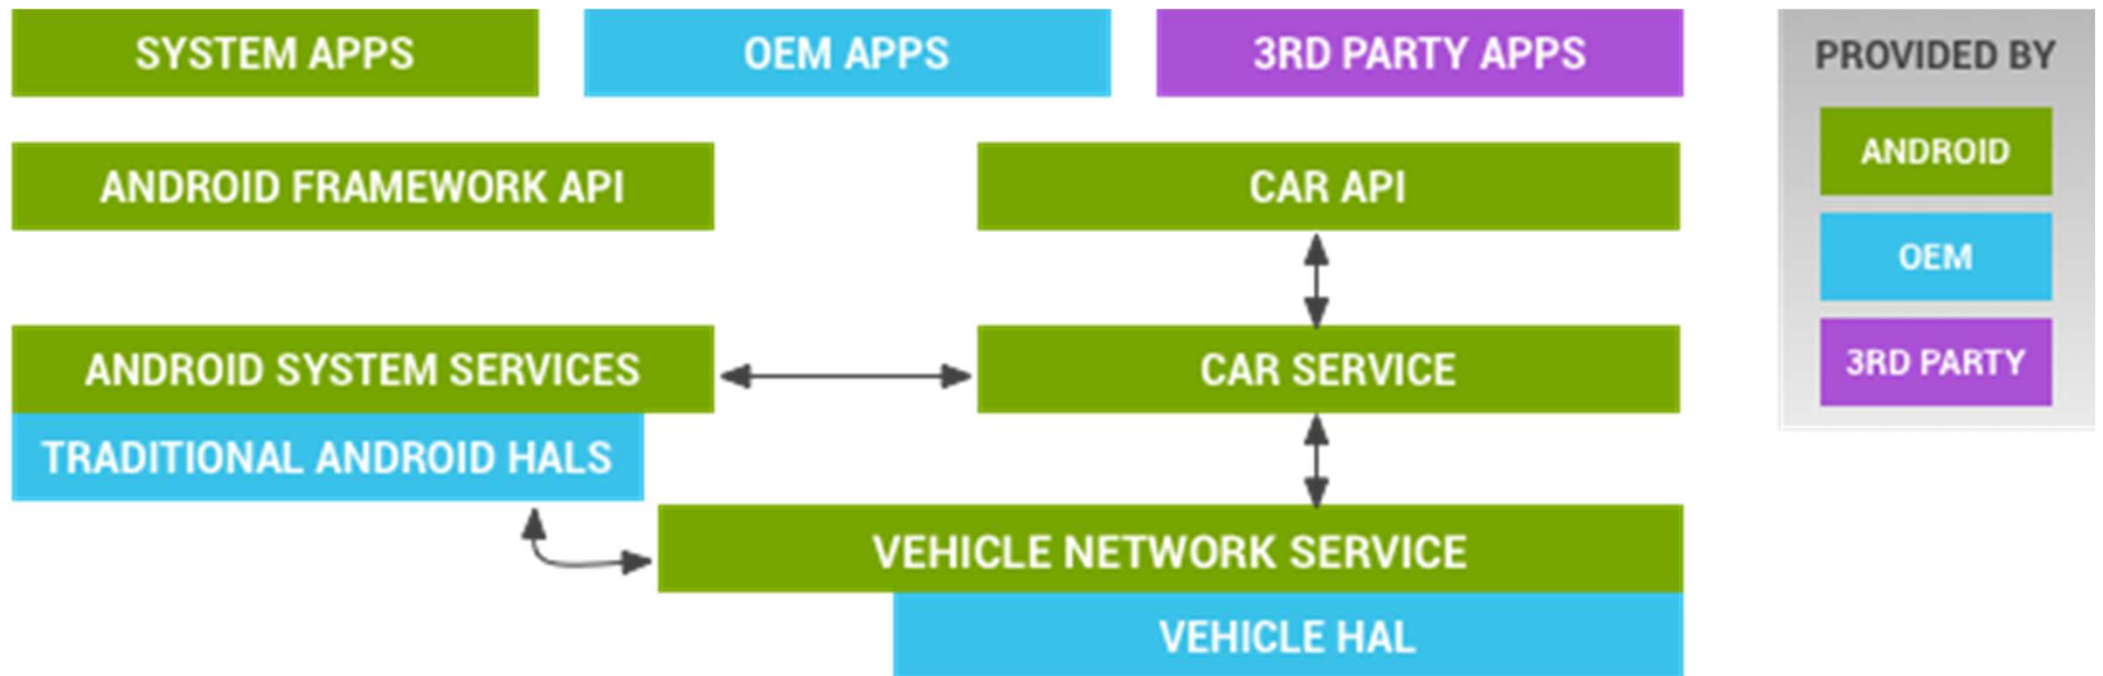 SYSTEM APPS
OEM APPS
3RD PARTY APPS
ANDROID FRAMEWORK API
CAR API
ANDROID SYSTEM SERVICES
CAR SERVICE
TRADITIONAL ANDROID HALS
VEHICLE NETWORK SERVICE
VEHICLE HAL
PROVIDED BY
ANDROID
OEM
3RD PARTY